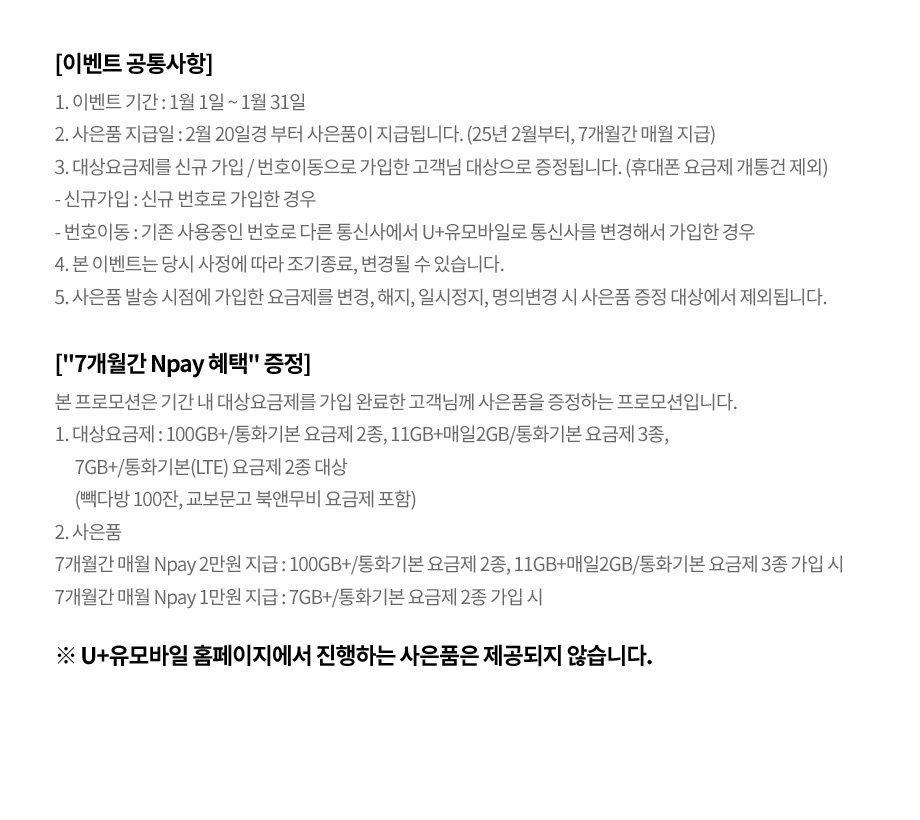 [이벤트 공통사항]
1. 이벤트 기간 : 1월 1일 ~ 1월 31일
2. 사은품 지급일 : 2월 20일경 부터 사은품이 지급됩니다. (25년 2월부터, 7개월간 매월 지급)
3. 대상요금제를 신규 가입 / 번호이동으로 가입한 고객님 대상으로 증정됩니다. (휴대폰 요금제 개통건 제외)
- 신규가입 : 신규 번호로 가입한 경우
- 번호이동 : 기존 사용중인 번호로 다른 통신사에서 U+유모바일로 통신사를 변경해서 가입한 경우
4. 본 이벤트는 당시 사정에 따라 조기종료, 변경될 수 있습니다.
5. 사은품 발송 시점에 가입한 요금제를 변경, 해지, 일시정지, 명의변경 시 사은품 증정 대상에서 제외됩니다.
["7개월간 Npay 혜택" 증정]
본 프로모션은 기간 내 대상요금제를 가입 완료한 고객님께 사은품을 증정하는 프로모션입니다.
1. 대상요금제 : 100GB+/통화기본 요금제 2종, 11GB+매일2GB/통화기본 요금제 3종,
7GB+/통화기본(LTE) 요금제 2종 대상
(빽다방 100잔, 교보문고 북앤무비 요금제 포함)
2. 사은품
7개월간 매월 Npay 2만원 지급 : 100GB+/통화기본 요금제 2종, 11GB+매일2GB/통화기본 요금제 3종 가입 시
7개월간 매월 Npay 1만원 지급 : 7GB+/통화기본 요금제 2종 가입 시
※ U+유모바일 홈페이지에서 진행하는 사은품은 제공되지 않습니다.